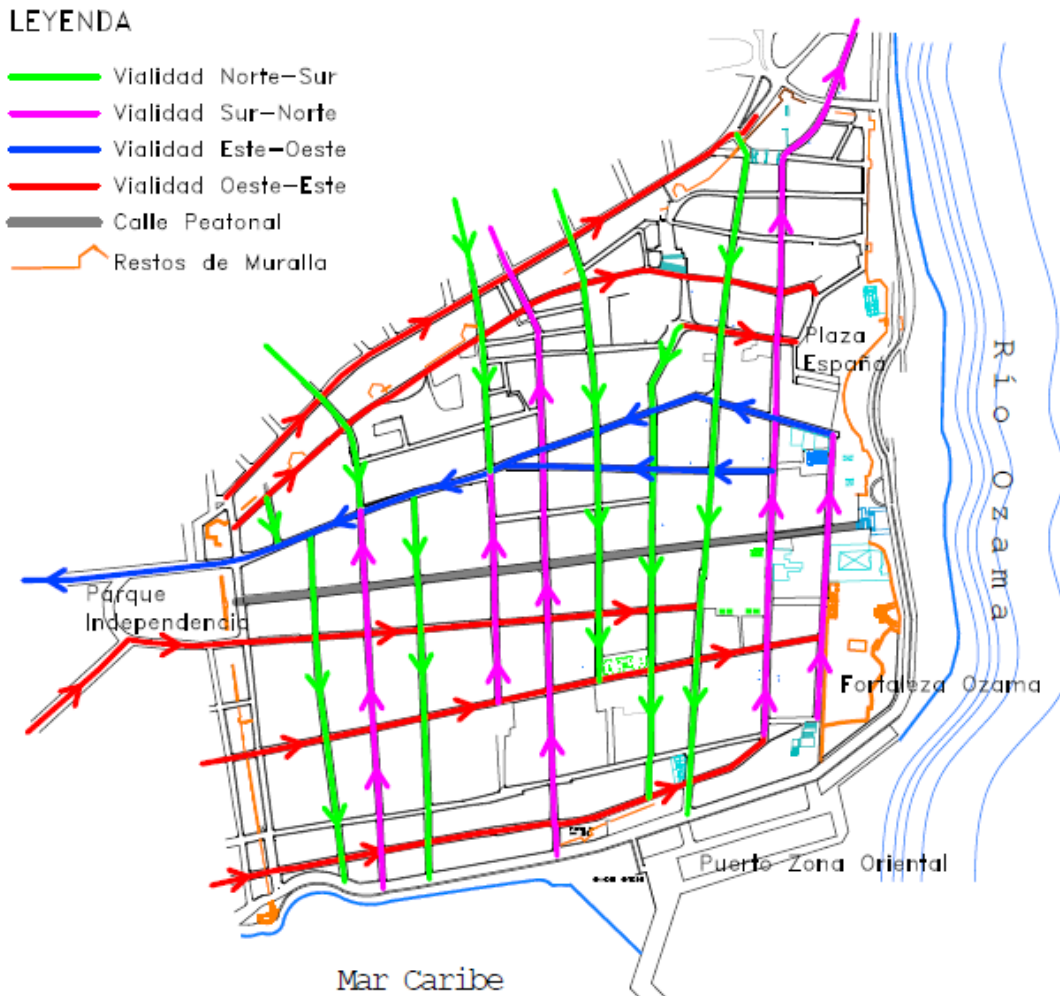 LEYENDA
Vialidad Norte-Sur
Vialidad Sur-Norte
Vialidad Este-Oeste
Vialidad Oeste-Este
Calle Peatonal
Restos de Muralla
Plaza
España
Río Ozama
Parque
Independencia
Fortaleza Ozama
Puerto Zona Oriental
Mar Caribe